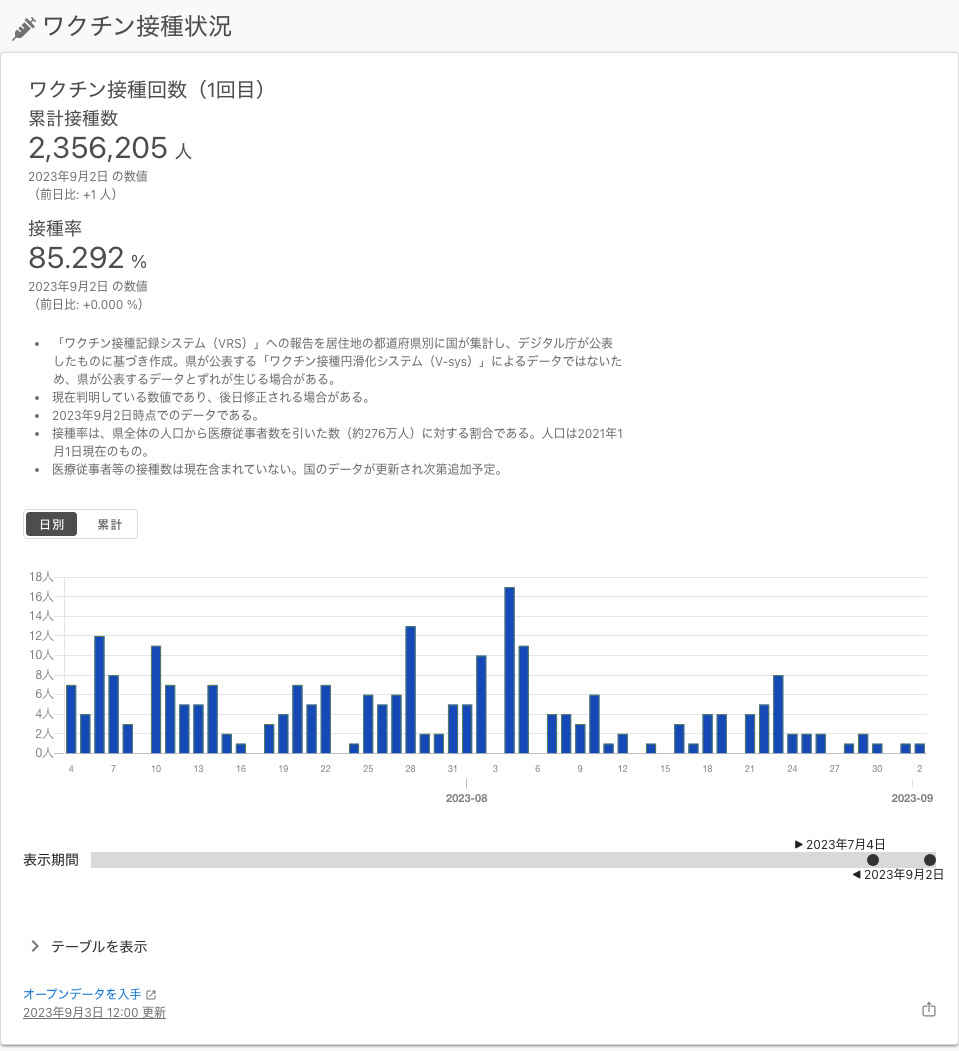 ワクチン接種状況
ワクチン接種回数（1回目）
累計接種数
2,356,205 人
2023年9月2日 の数値
（前日比: +1 人）
接種率
85.292 %
2023年9月2日 の数値
（前日比: +0.000 %）
• 「ワクチン接種記録システム（VRS）」への報告を居住地の都道府県別に国が集計し、デジタル庁が公表
したものに基づき作成。県が公表する「ワクチン接種円滑化システム（V-sys）」によるデータではないた
め、県が公表するデータとずれが生じる場合がある。
• 現在判明している数値であり、後日修正される場合がある。
• 2023年9月2日時点でのデータである。
• 接種率は、県全体の人口から医療従事者数を引いた数（約276万人）に対する割合である。人口は2021年1
月1日現在のもの。
• 医療従事者等の接種数は現在含まれていない。国のデータが更新され次第追加予定。
日別 累計
18人
16人
14人
12人
10人
8人
6人
4人
2人
0人
4 7 10 13 16 19 22 25 28 31 3 6 9 12 15 18 21 24 27 30 2
2023-08 2023-09
▶ 2023年7月4日
表示期間
◀ 2023年9月2日
テーブルを表示
オープンデータを入手
2023年9月3日 12:00 更新